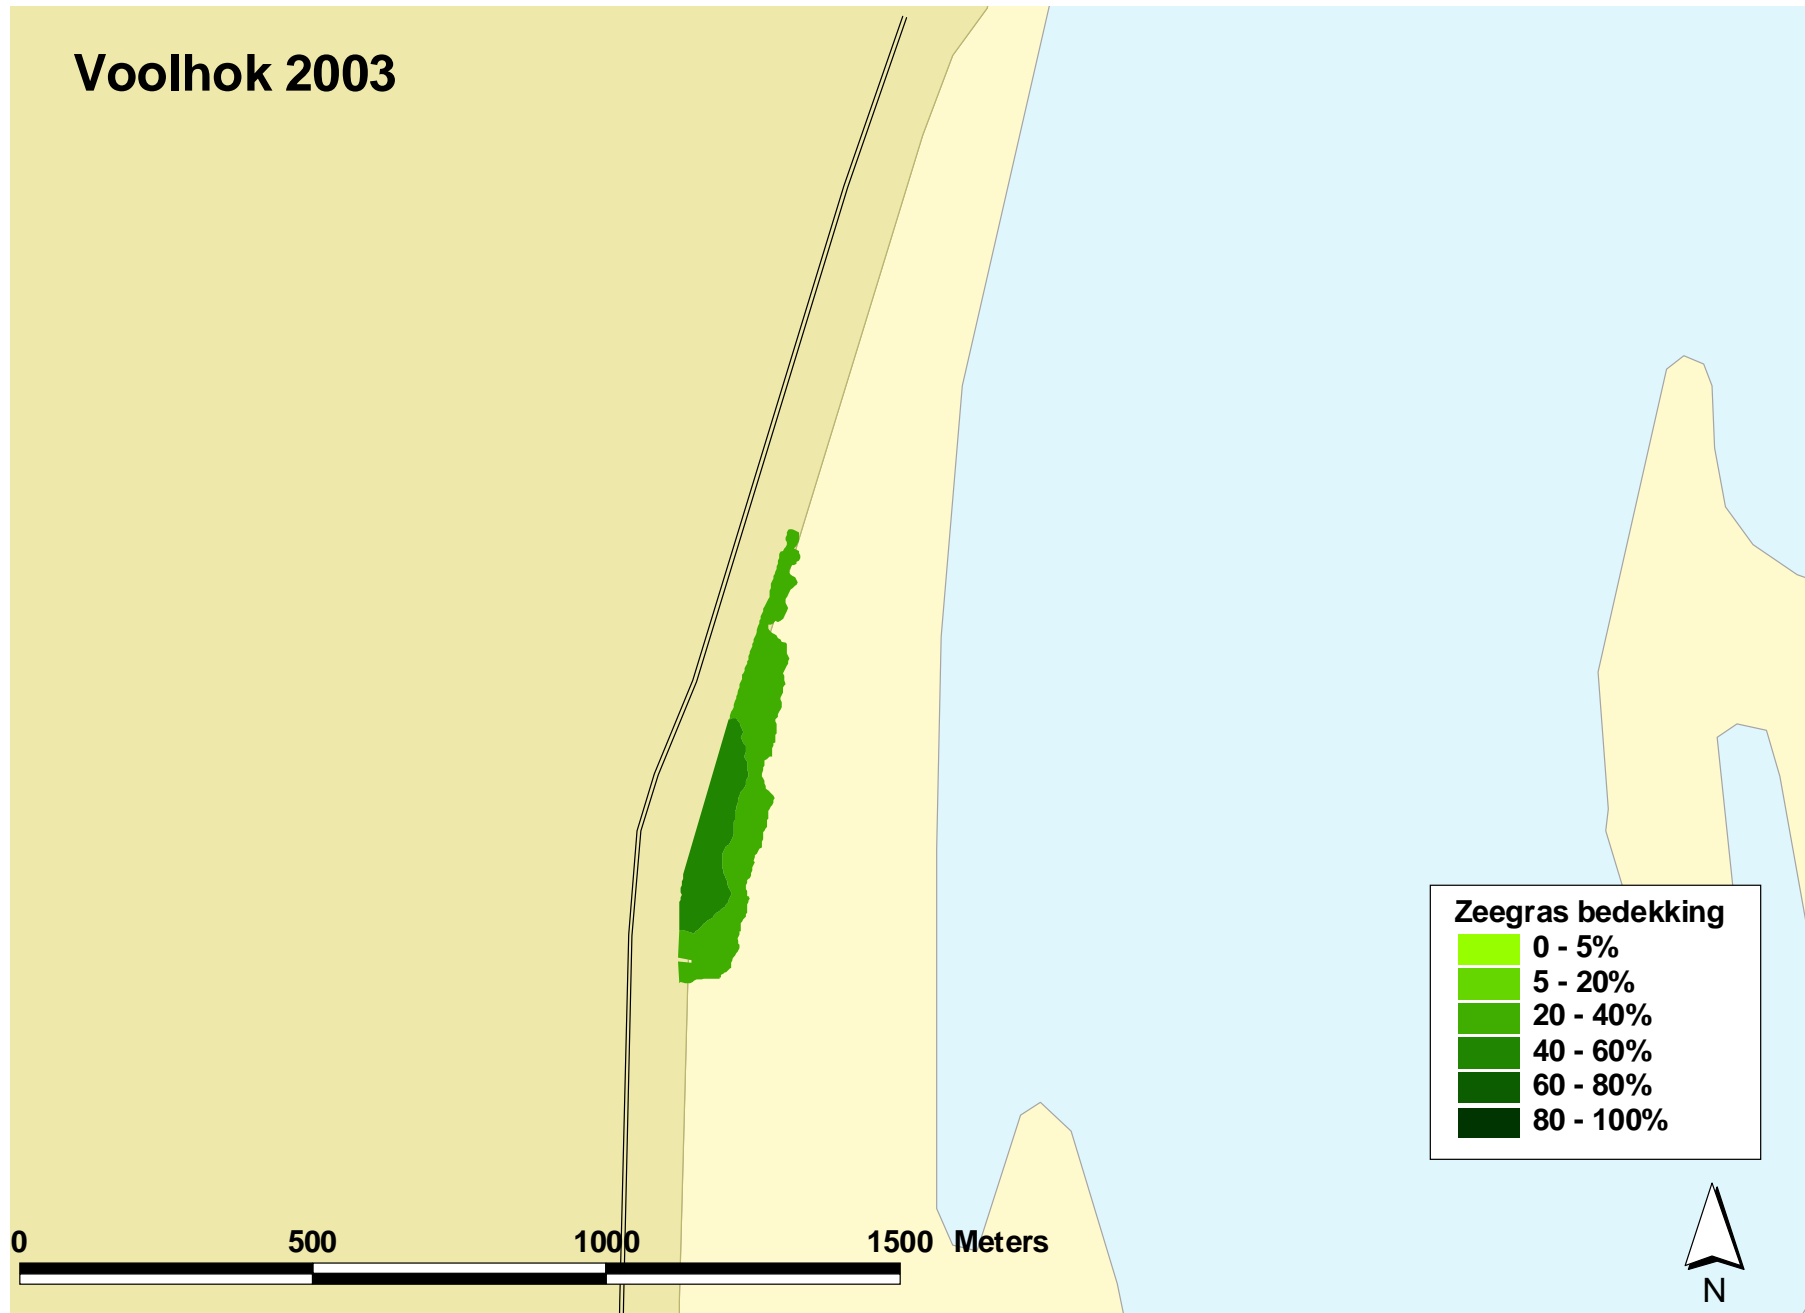 Voolhok 2003
Zeegras bedekking
0 - 5%
5 - 20%
20 - 40%
40 - 60%
60 - 80%
80 - 100%
0 500 1000 1500 Meters
N